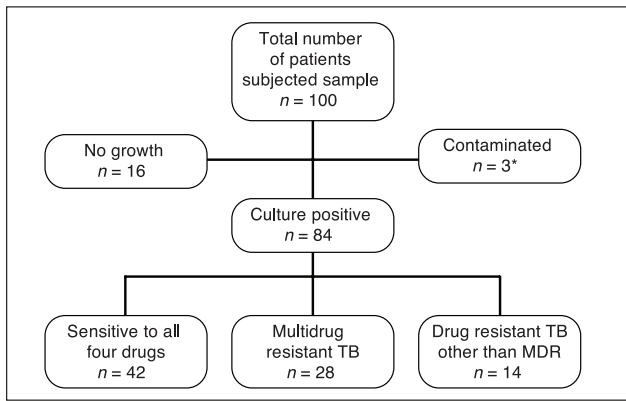 Total number
of patients
subjected sample
n = 100
No growth
n = 16
Contaminated
n = 3*
Culture positive
n = 84
Sensitive to all
four drugs
n = 42
Multidrug
resistant TB
n = 28
Drug resistant TB
other than MDR
n = 14